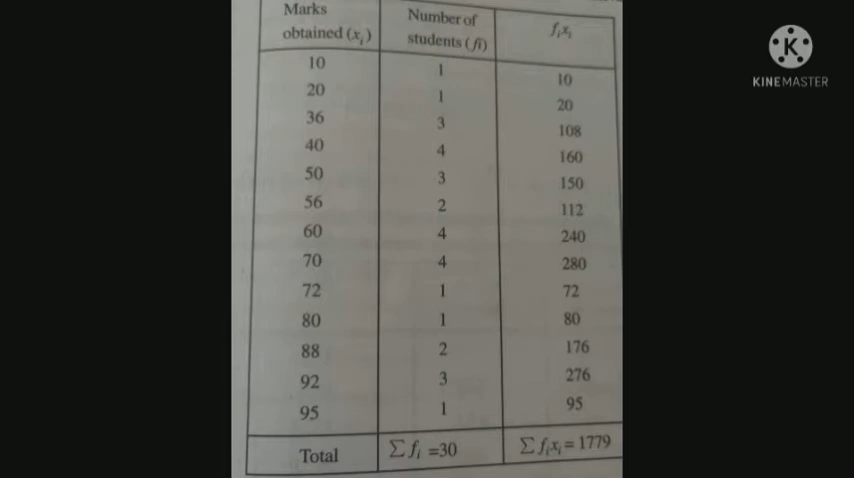 Marks Number of fᵢxᵢ
obtained (xᵢ) students (fi)
10 1 10
20 1 20
36 3 108
40 4 160
50 3 150
56 2 112
60 4 240
70 4 280
72 1 72
80 1 80
88 2 176
92 3 276
95 1 95
Total ∑fᵢ =30 ∑fᵢxᵢ = 1779
K
KINEMASTER